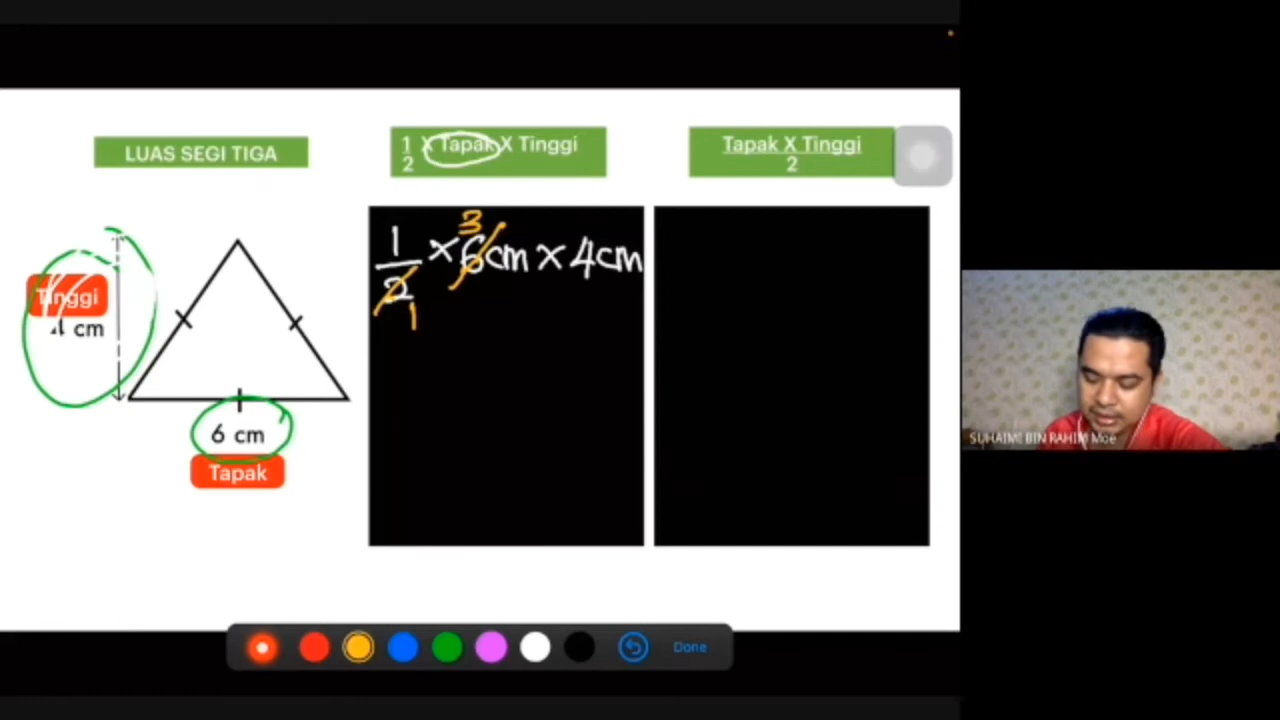 LUAS SEGI TIGA
1/2 X Tapak X Tinggi
Tapak X Tinggi
2
Tinggi
4 cm
6 cm
Tapak
3
1/2 × 6cm × 4cm
1
SUHAIMI BIN RAHIM Moe
Done